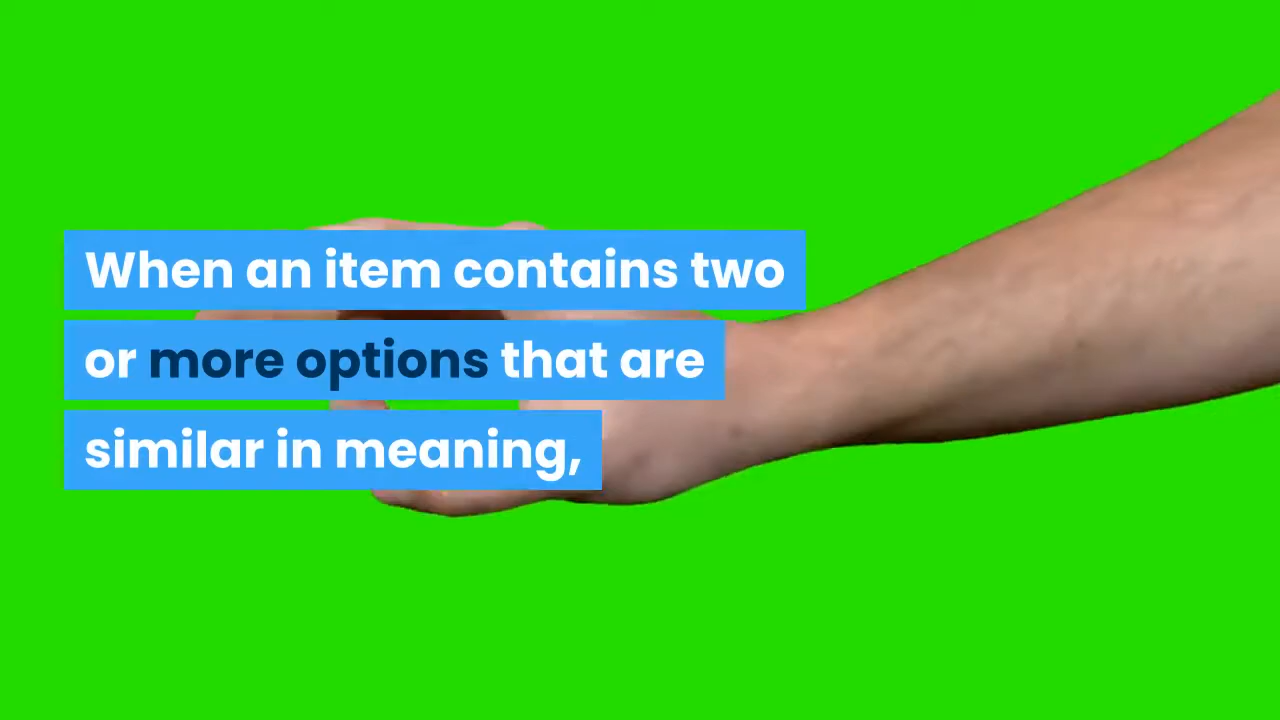 When an item contains two
or more options that are
similar in meaning,